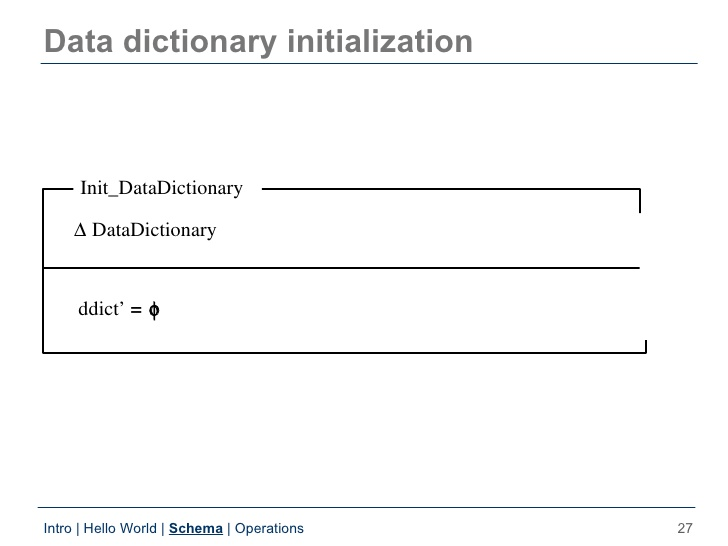 Data dictionary initialization
Init_DataDictionary
Δ DataDictionary
ddict’ = ϕ
Intro | Hello World | Schema | Operations 27